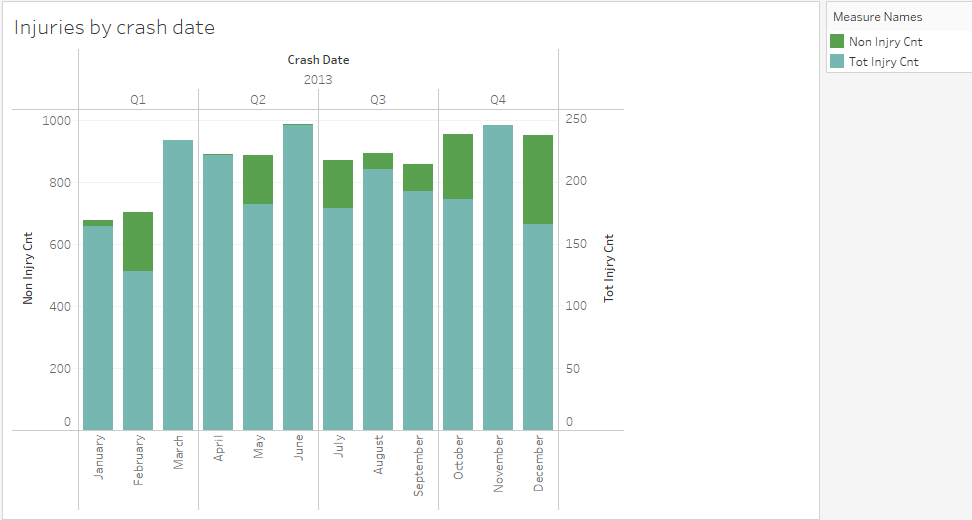 Injuries by crash date
Measure Names
Non Injry Cnt
Tot Injry Cnt
Crash Date
2013
Q1 Q2 Q3 Q4
1000
800
600
400
200
0
Non Injry Cnt
250
200
150
100
50
0
Tot Injry Cnt
January
February
March
April
May
June
July
August
September
October
November
December